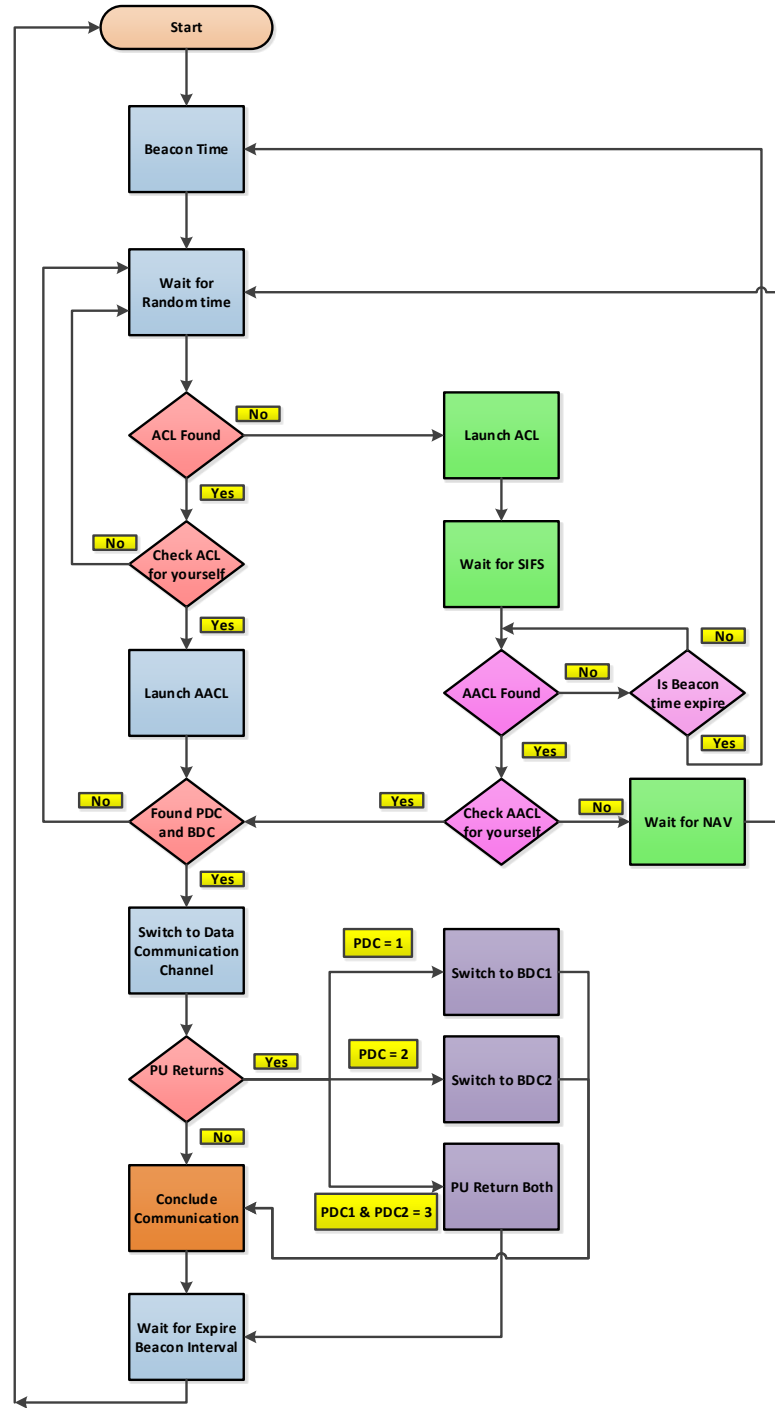 Start
Beacon Time
Wait for
Random time
ACL Found
No
Launch ACL
Yes
No
Check ACL
for yourself
Wait for SIFS
Yes
No
Launch AACL
AACL Found
No
Is Beacon
time expire
Yes
Yes
No
Found PDC
and BDC
Yes
Check AACL
for yourself
No
Wait for NAV
Yes
Switch to Data
Communication
Channel
PDC = 1
Switch to BDC1
PU Returns
Yes
PDC = 2
Switch to BDC2
No
Conclude
Communication
PDC1 & PDC2 = 3
PU Return Both
Wait for Expire
Beacon Interval